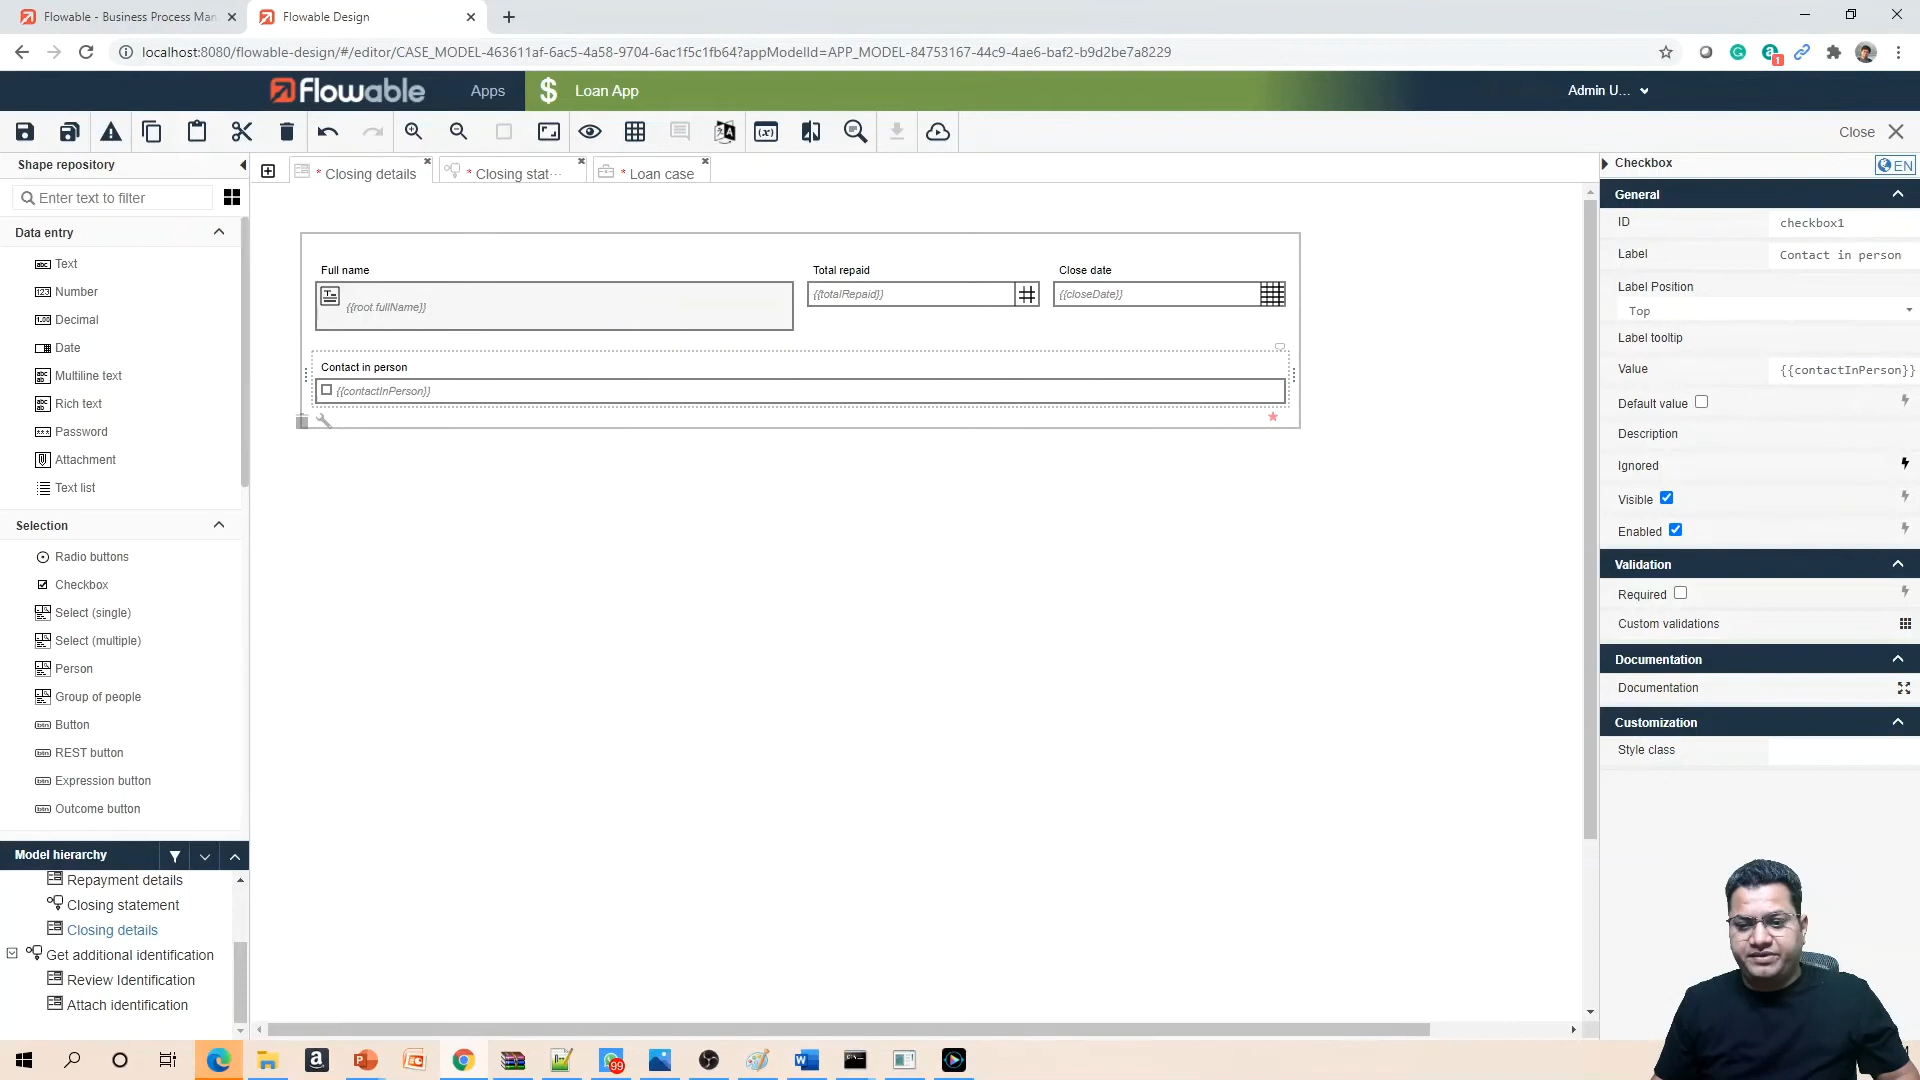 Flowable - Business Process Man
Flowable Design
localhost:8080/flowable-design/#/editor/CASE_MODEL-463611af-6ac5-4a58-9704-6ac1f5c1fb64?appModelId=APP_MODEL-84753167-44c9-4ae6-baf2-b9d2be7a8229
1
flowable
Apps
$ Loan App
Admin U...
Close
Shape repository
* Closing details
* Closing stat···
* Loan case
Checkbox
EN
Enter text to filter
General
Data entry
ID checkbox1
Text
Label Contact in person
Number
Label Position
Decimal
Top
Date
Label tooltip
Multiline text
Value {{contactInPerson}}
Rich text
Default value
Password
Description
Attachment
Ignored
Text list
Visible
Enabled
Full name
Total repaid
Close date
{{root.fullName}}
{{totalRepaid}}
{{closeDate}}
Contact in person
{{contactInPerson}}
Selection
Radio buttons
Validation
Checkbox
Required
Select (single)
Custom validations
Select (multiple)
Documentation
Person
Documentation
Group of people
Customization
Button
Style class
REST button
Expression button
Outcome button
Model hierarchy
Repayment details
Closing statement
Closing details
Get additional identification
Review Identification
Attach identification
99